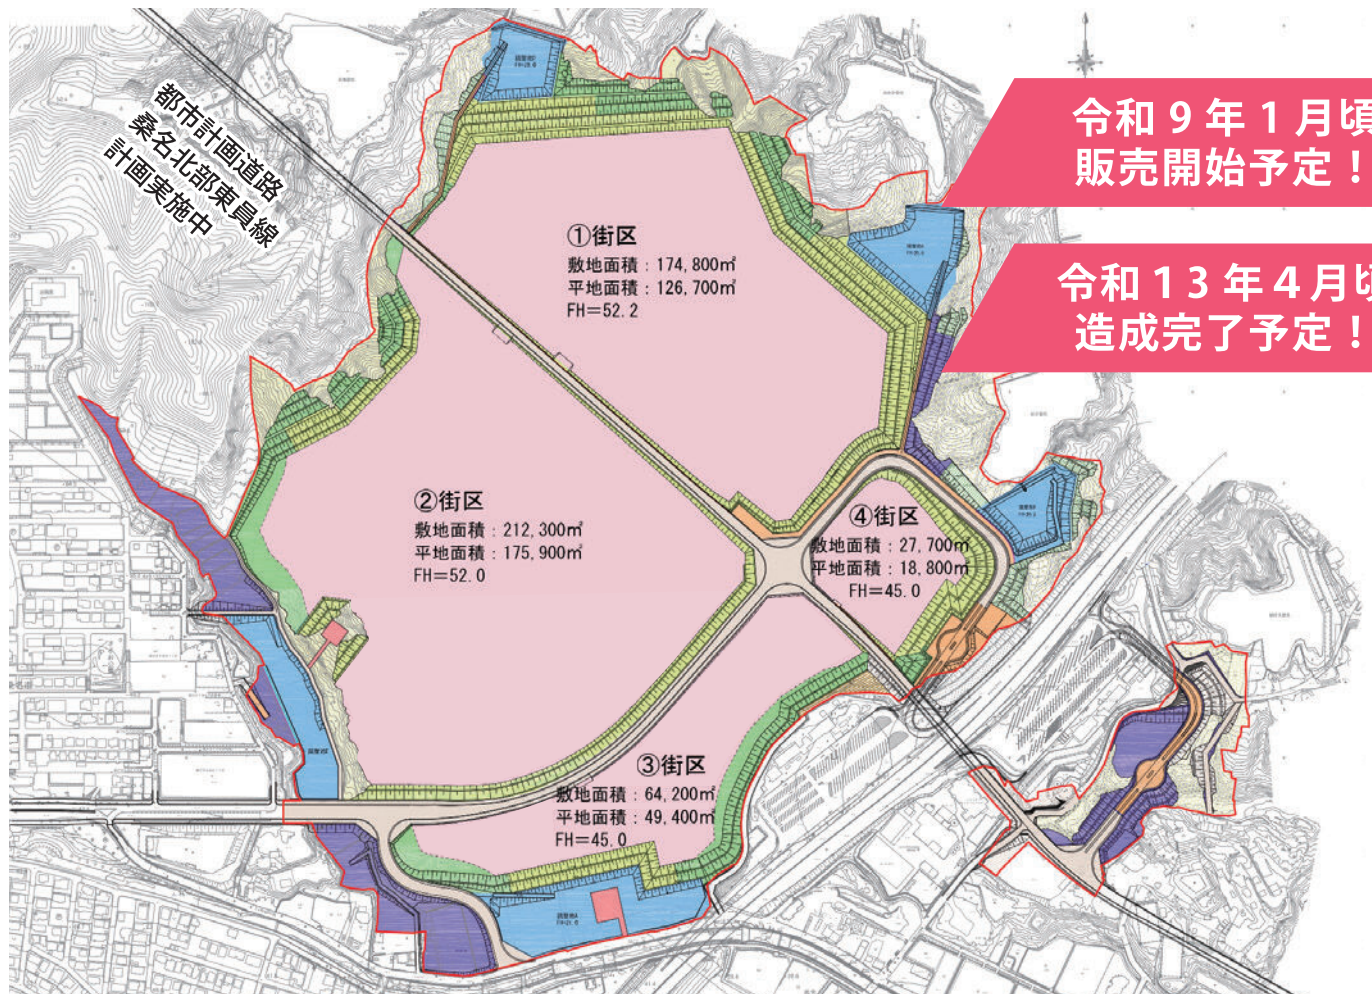 都市計画道路
桑名北部東員線
計画実施中
令和９年１月頃
販売開始予定！
令和１３年４月頃
造成完了予定！
①街区
敷地面積：174,800㎡
平地面積：126,700㎡
FH＝52.2
②街区
敷地面積：212,300㎡
平地面積：175,900㎡
FH＝52.0
④街区
敷地面積：27,700㎡
平地面積：18,800㎡
FH＝45.0
③街区
敷地面積：64,200㎡
平地面積：49,400㎡
FH＝45.0